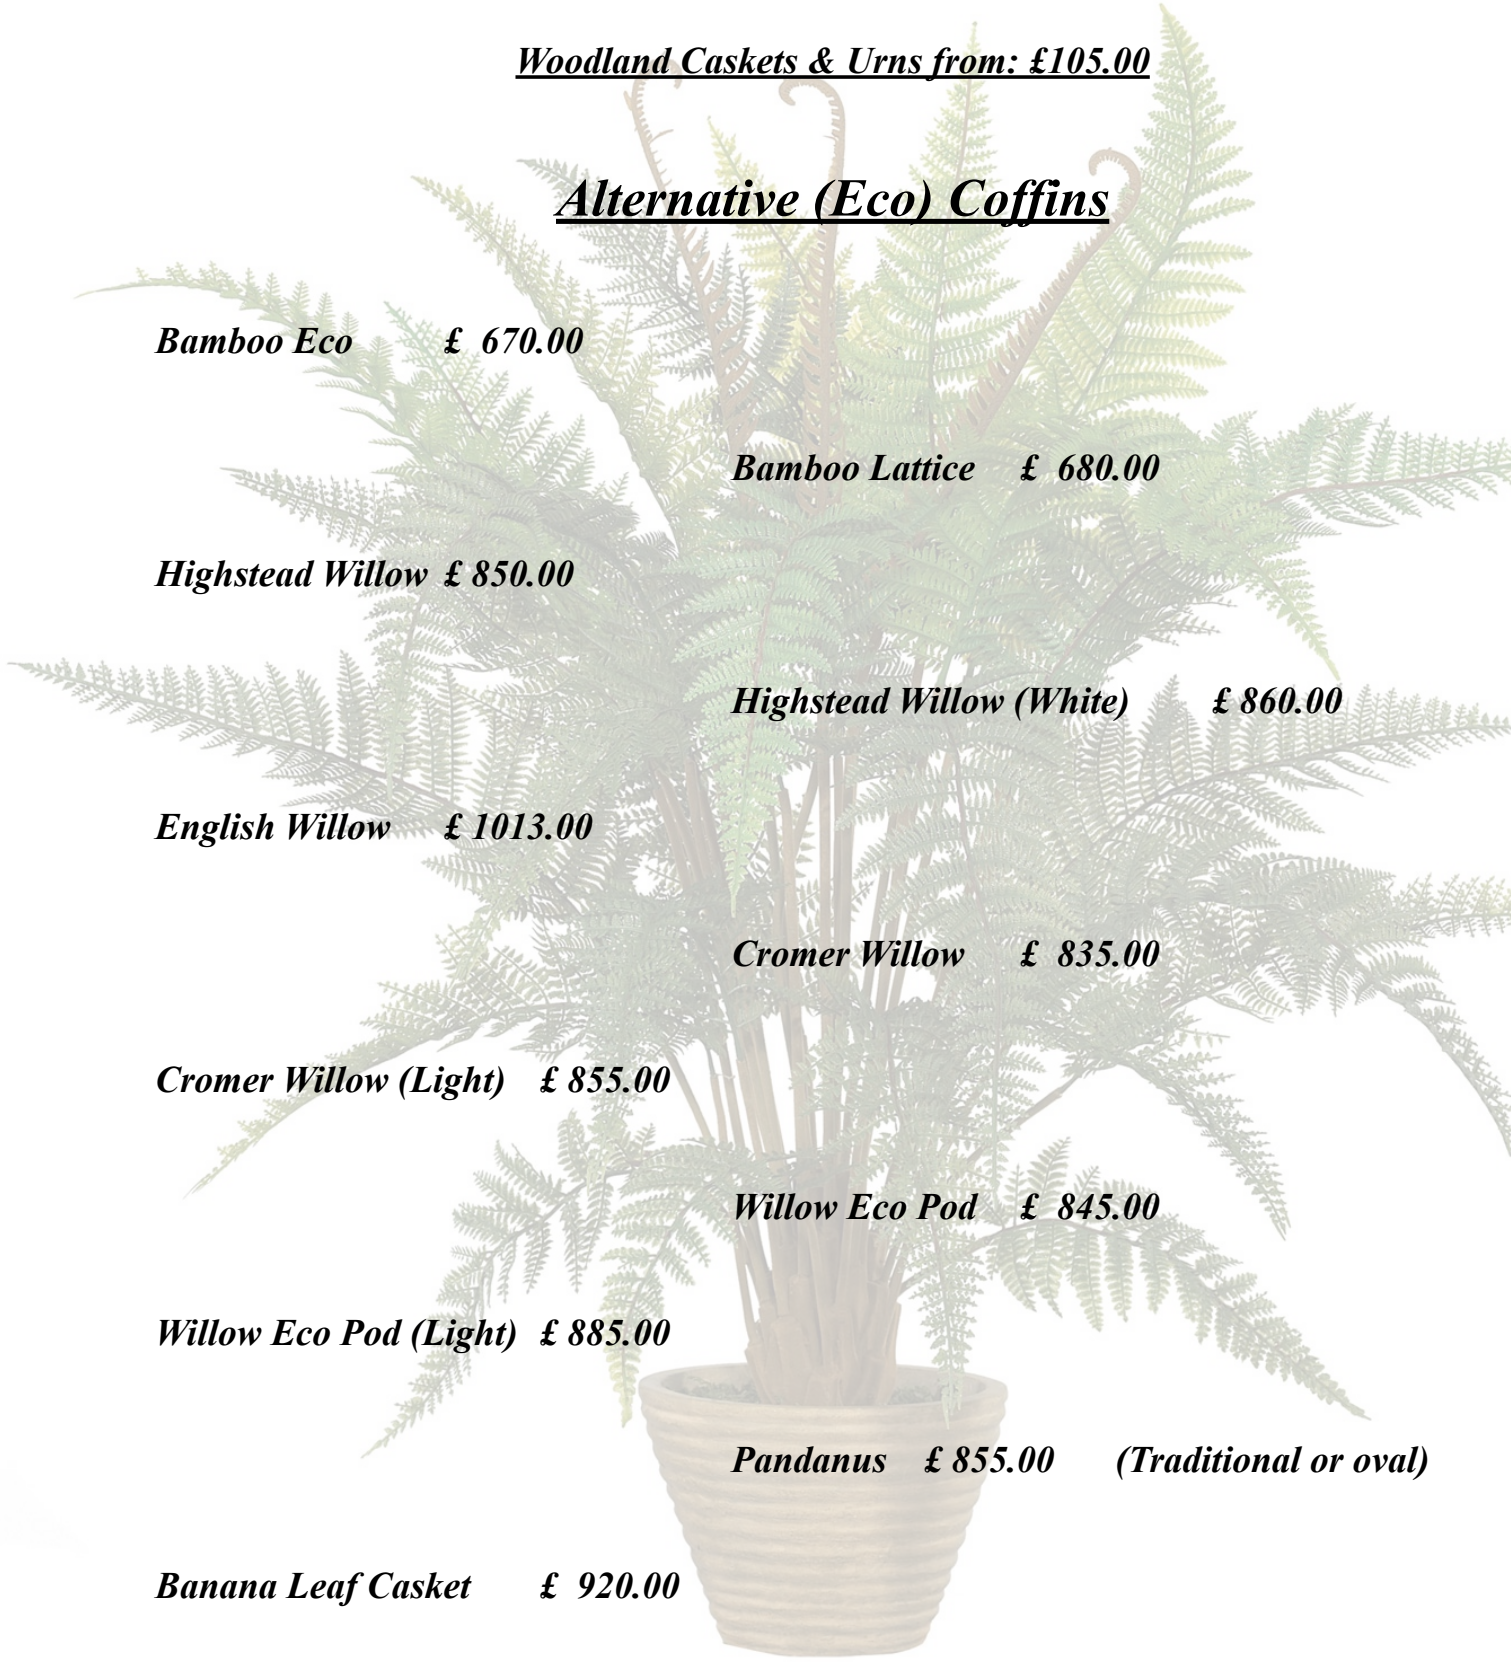 Woodland Caskets & Urns from: £105.00
Alternative (Eco) Coffins
Bamboo Eco £ 670.00
Bamboo Lattice £ 680.00
Highstead Willow £ 850.00
Highstead Willow (White) £ 860.00
English Willow £ 1013.00
Cromer Willow £ 835.00
Cromer Willow (Light) £ 855.00
Willow Eco Pod £ 845.00
Willow Eco Pod (Light) £ 885.00
Pandanus £ 855.00 (Traditional or oval)
Banana Leaf Casket £ 920.00